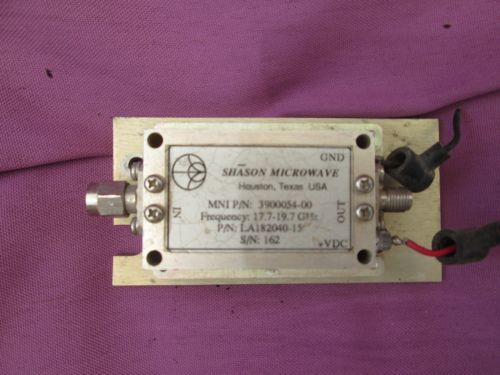 GND
SHASON MICROWAVE
Houston, Texas USA
MNI P/N: 3900054-00
IN
Frequency: 17.7-19.7 GHz
OUT
P/N: LA182040-15
S/N: 162
+VDC